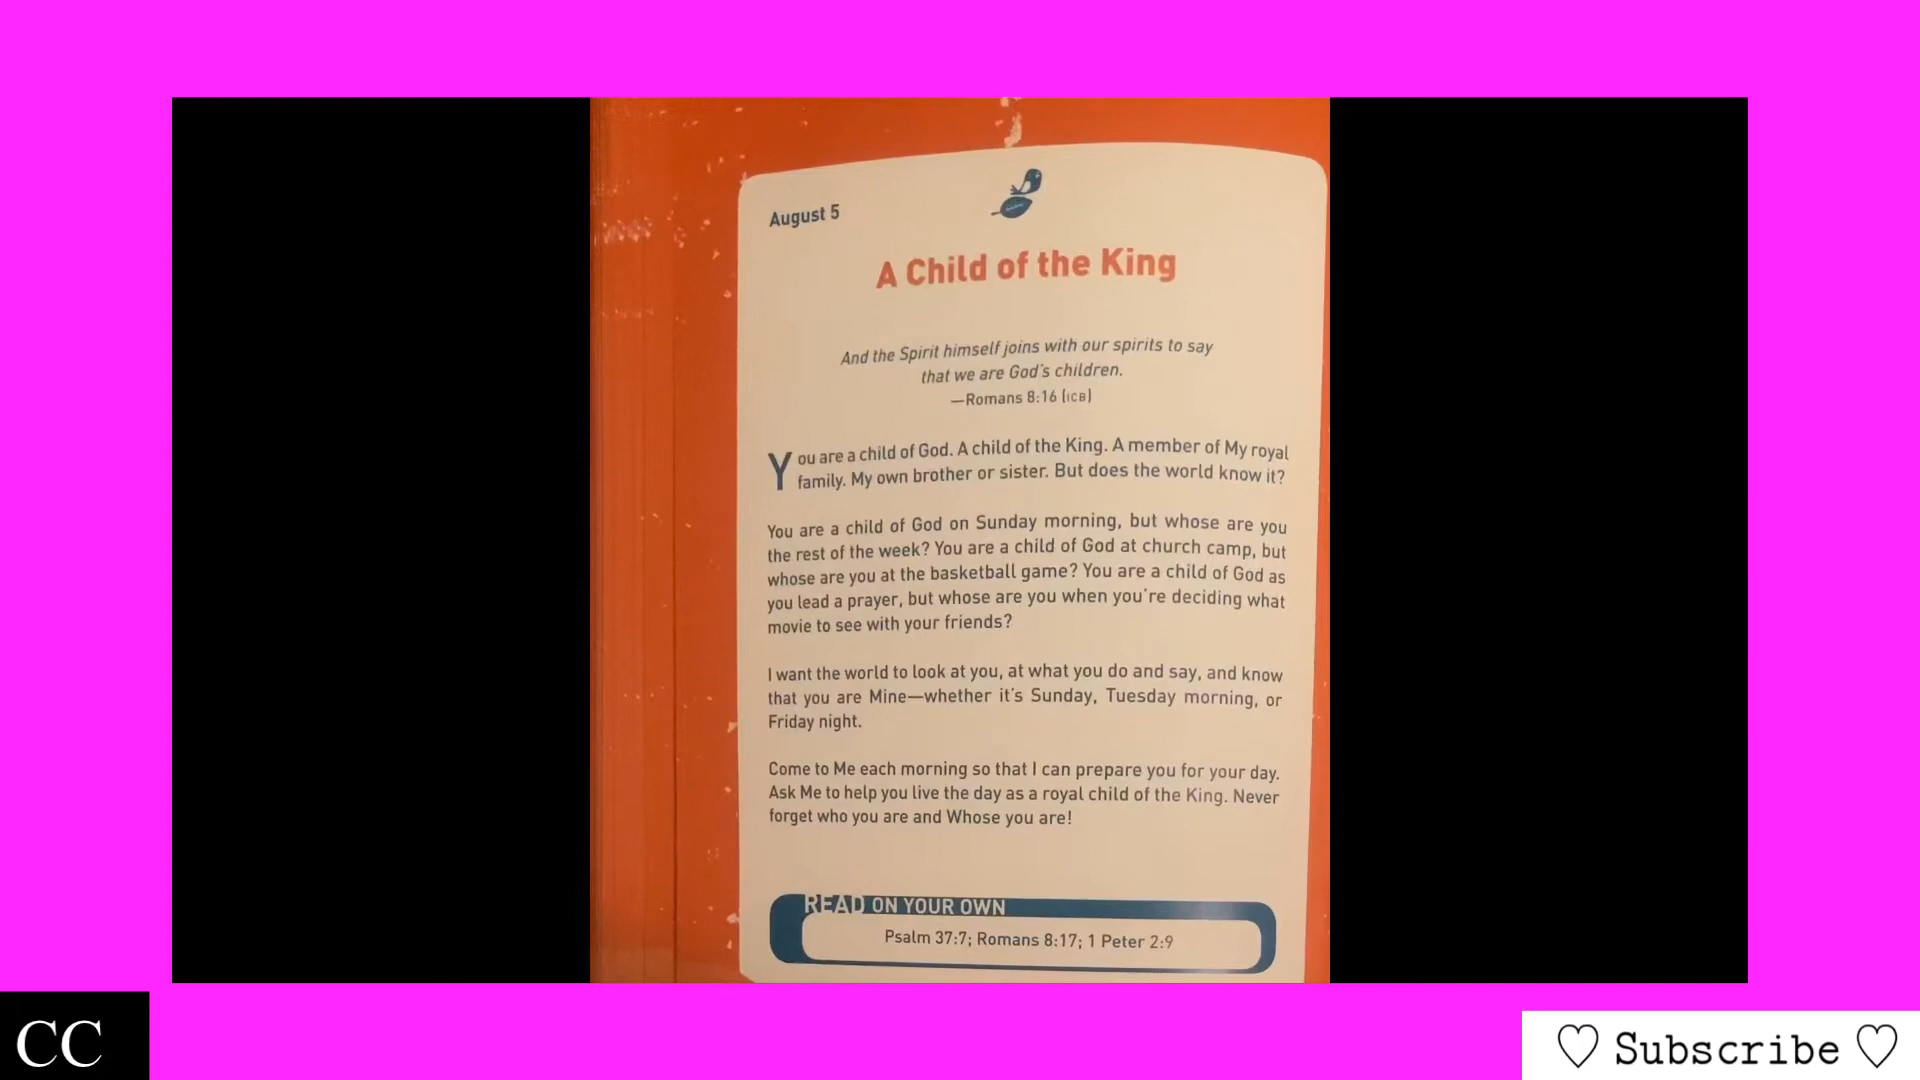 August 5
A Child of the King
And the Spirit himself joins with our spirits to say
that we are God's children.
—Romans 8:16 (ICB)
You are a child of God. A child of the King. A member of My royal
family. My own brother or sister. But does the world know it?
You are a child of God on Sunday morning, but whose are you
the rest of the week? You are a child of God at church camp, but
whose are you at the basketball game? You are a child of God as
you lead a prayer, but whose are you when you're deciding what
movie to see with your friends?
I want the world to look at you, at what you do and say, and know
that you are Mine—whether it's Sunday, Tuesday morning, or
Friday night.
Come to Me each morning so that I can prepare you for your day.
Ask Me to help you live the day as a royal child of the King. Never
forget who you are and Whose you are!
READ ON YOUR OWN
Psalm 37:7; Romans 8:17; 1 Peter 2:9
CC
♡ Subscribe ♡